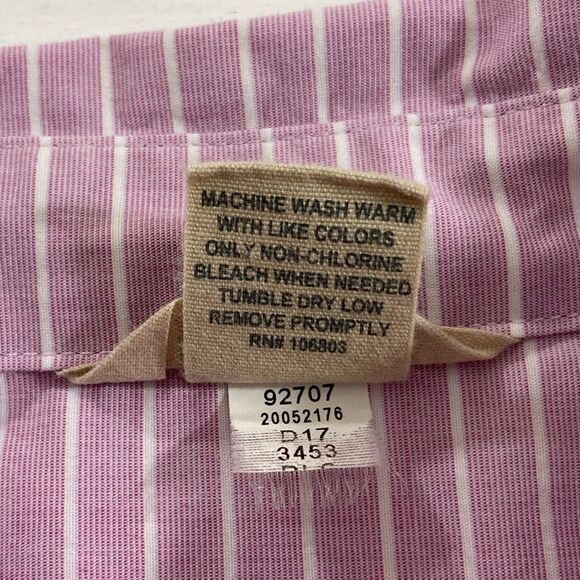 MACHINE WASH WARM
WITH LIKE COLORS
ONLY NON-CHLORINE
BLEACH WHEN NEEDED
TUMBLE DRY LOW
REMOVE PROMPTLY
RN# 106803
92707
20052176
D17
3453